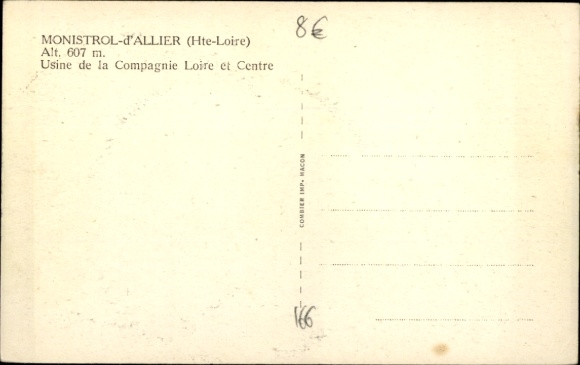 8€
MONISTROL-d'ALLIER (Hte-Loire)
Alt. 607 m.
Usine de la Compagnie Loire et Centre
COMBIER IMP. MACON
166